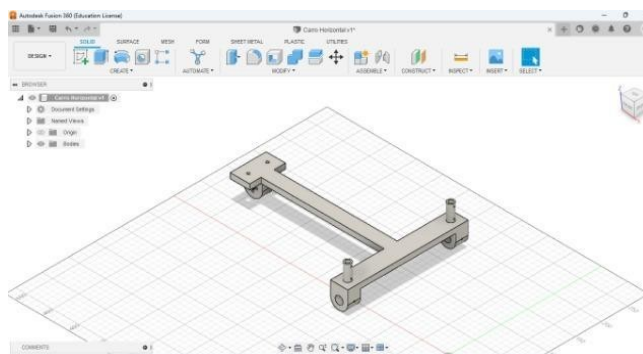 Autodesk Fusion 360 (Education License)
Carro Horizontal v1*
SOLID SURFACE MESH FORM SHEET METAL PLASTIC UTILITIES
DESIGN
CREATE AUTOMATE MODIFY ASSEMBLE CONSTRUCT INSPECT INSERT SELECT
BROWSER
Carro Horizontal v1
Document Settings
Named Views
Origin
Bodies
COMMENTS